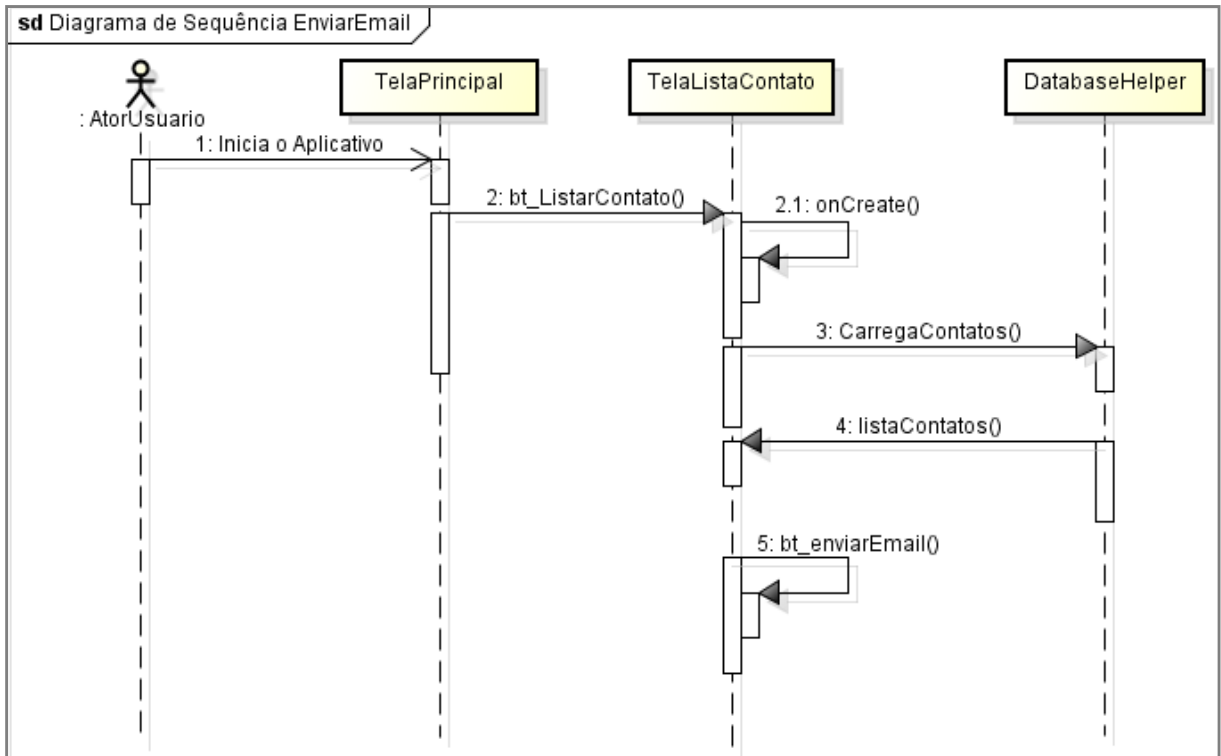 sd Diagrama de Sequência EnviarEmail
: AtorUsuario
TelaPrincipal
TelaListaContato
DatabaseHelper
1: Inicia o Aplicativo
2: bt_ListarContato()
2.1: onCreate()
3: CarregaContatos()
4: listaContatos()
5: bt_enviarEmail()